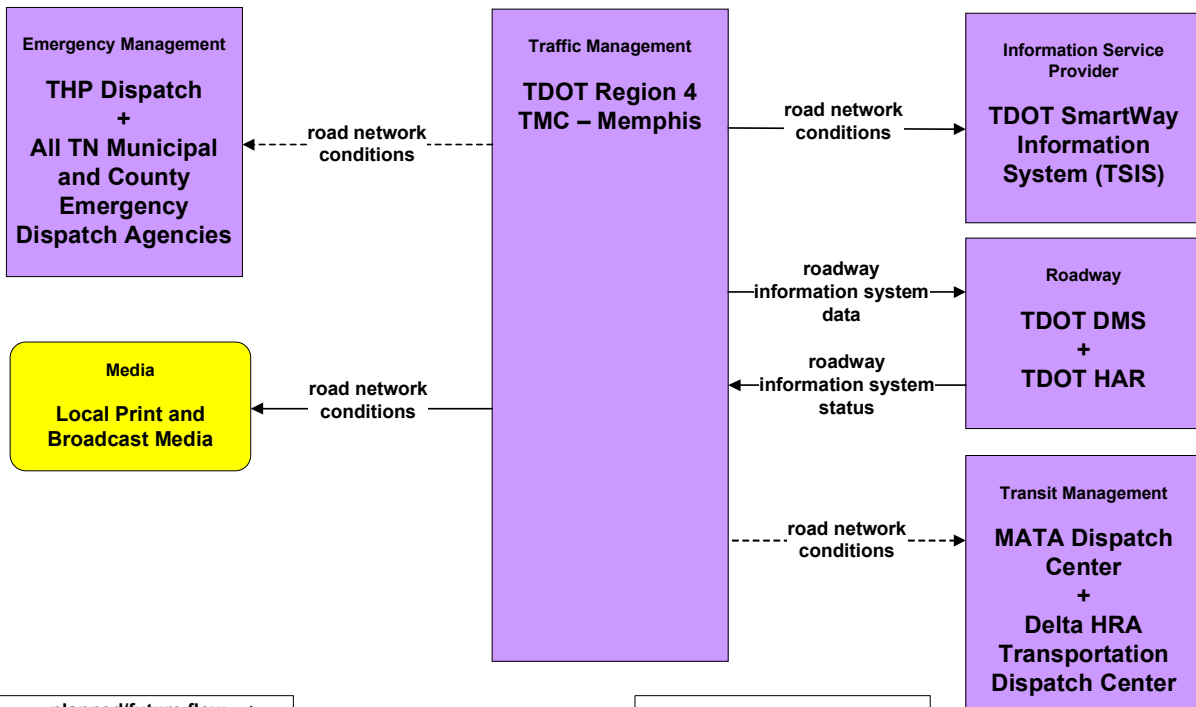 Emergency Management
THP Dispatch
+
All TN Municipal
and County
Emergency
Dispatch Agencies
road network
conditions
Traffic Management
TDOT Region 4
TMC – Memphis
road network
conditions
Information Service
Provider
TDOT SmartWay
Information
System (TSIS)
roadway
information system
data
roadway
information system
status
Roadway
TDOT DMS
+
TDOT HAR
Media
Local Print and
Broadcast Media
road network
conditions
road network
conditions
Transit Management
MATA Dispatch
Center
+
Delta HRA
Transportation
Dispatch Center
planned/future flow